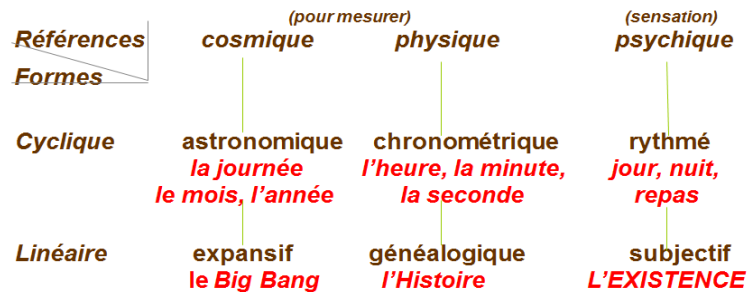 (pour mesurer) (sensation)
Références cosmique physique psychique
Formes
Cyclique astronomique chronométrique rythmé
la journée l'heure, la minute, jour, nuit,
le mois, l'année la seconde repas
Linéaire expansif généalogique subjectif
le Big Bang l'Histoire L'EXISTENCE